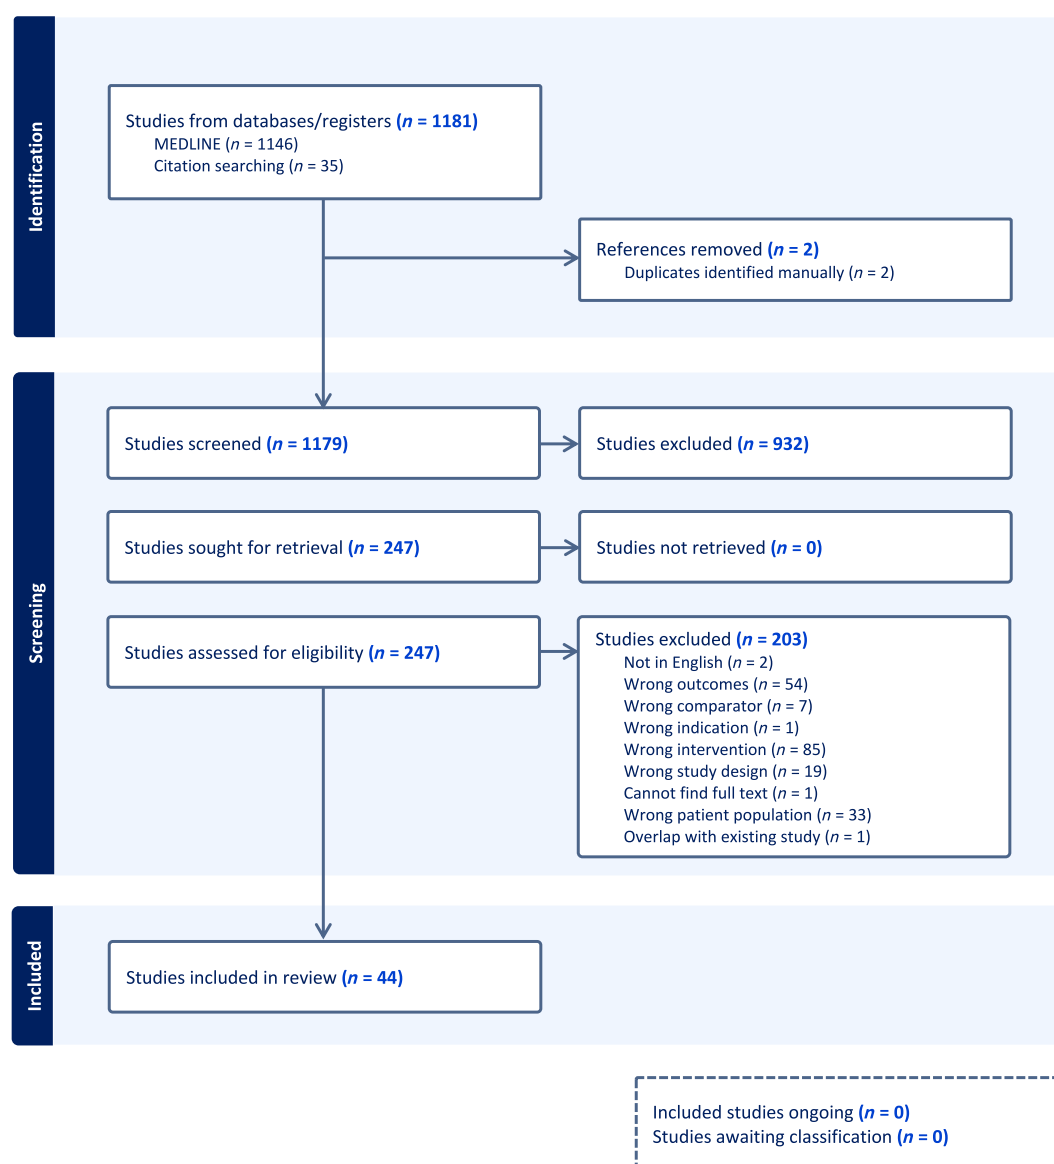 Identification
Studies from databases/registers (n = 1181)
MEDLINE (n = 1146)
Citation searching (n = 35)
References removed (n = 2)
Duplicates identified manually (n = 2)
Screening
Studies screened (n = 1179)
Studies excluded (n = 932)
Studies sought for retrieval (n = 247)
Studies not retrieved (n = 0)
Studies assessed for eligibility (n = 247)
Studies excluded (n = 203)
Not in English (n = 2)
Wrong outcomes (n = 54)
Wrong comparator (n = 7)
Wrong indication (n = 1)
Wrong intervention (n = 85)
Wrong study design (n = 19)
Cannot find full text (n = 1)
Wrong patient population (n = 33)
Overlap with existing study (n = 1)
Included
Studies included in review (n = 44)
Included studies ongoing (n = 0)
Studies awaiting classification (n = 0)